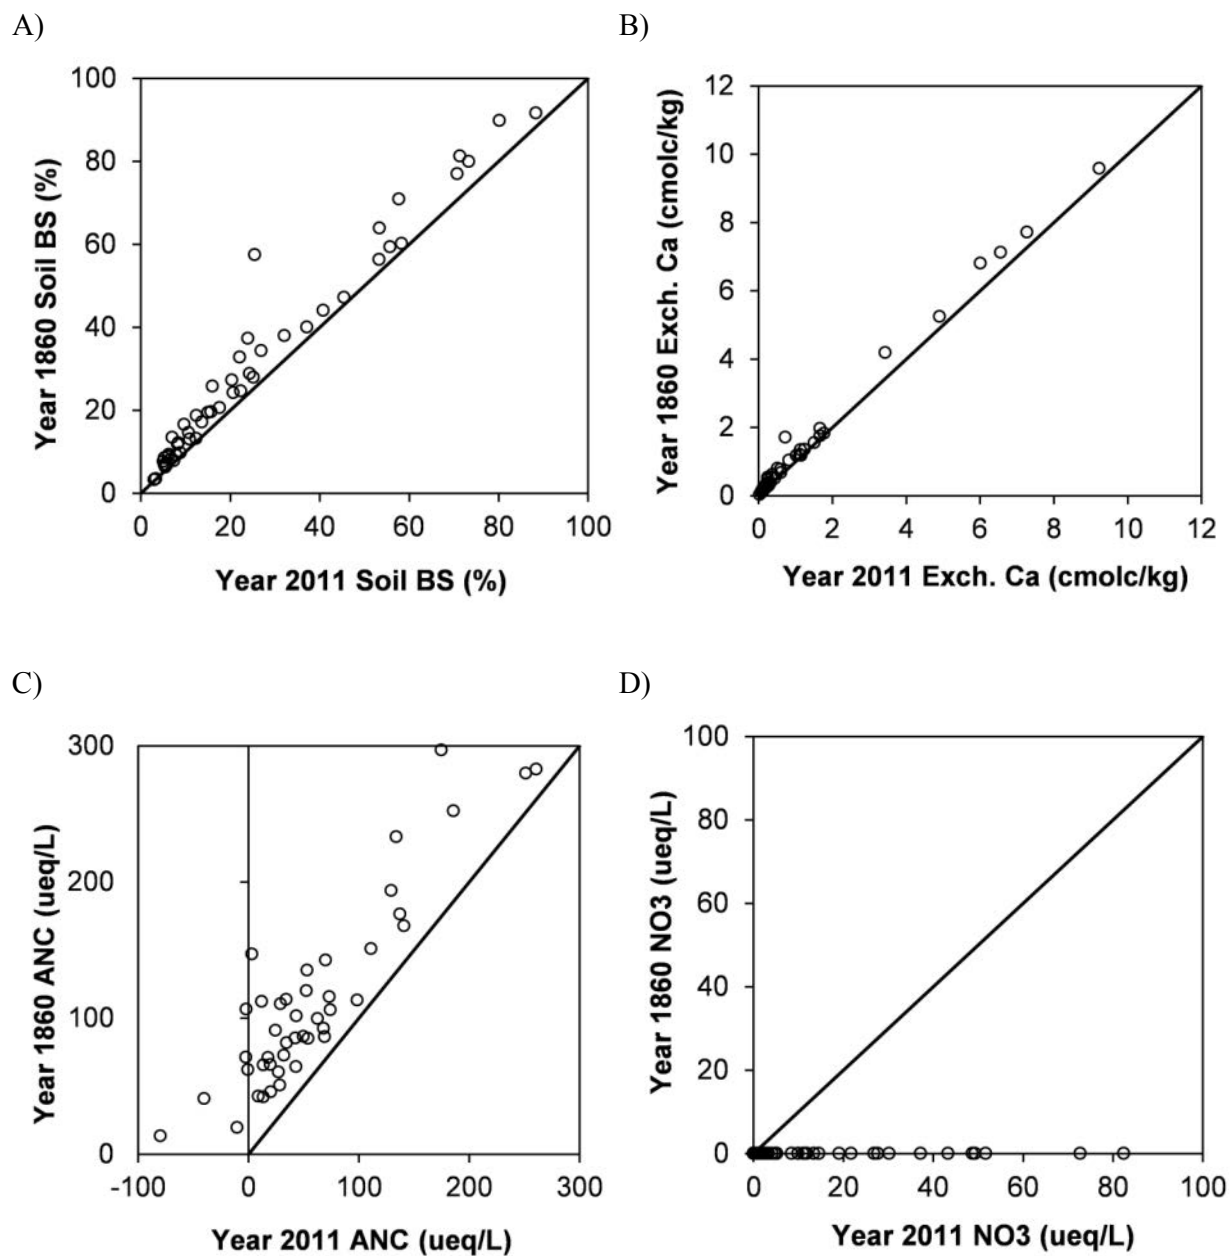 A)
B)
100
80
60
40
20
0
Year 1860 Soil BS (%)
0 20 40 60 80 100
Year 2011 Soil BS (%)
12
10
8
6
4
2
0
Year 1860 Exch. Ca (cmolc/kg)
0 2 4 6 8 10 12
Year 2011 Exch. Ca (cmolc/kg)
C)
D)
300
200
100
0
Year 1860 ANC (ueq/L)
-100 0 100 200 300
Year 2011 ANC (ueq/L)
100
80
60
40
20
0
Year 1860 NO3 (ueq/L)
0 20 40 60 80 100
Year 2011 NO3 (ueq/L)